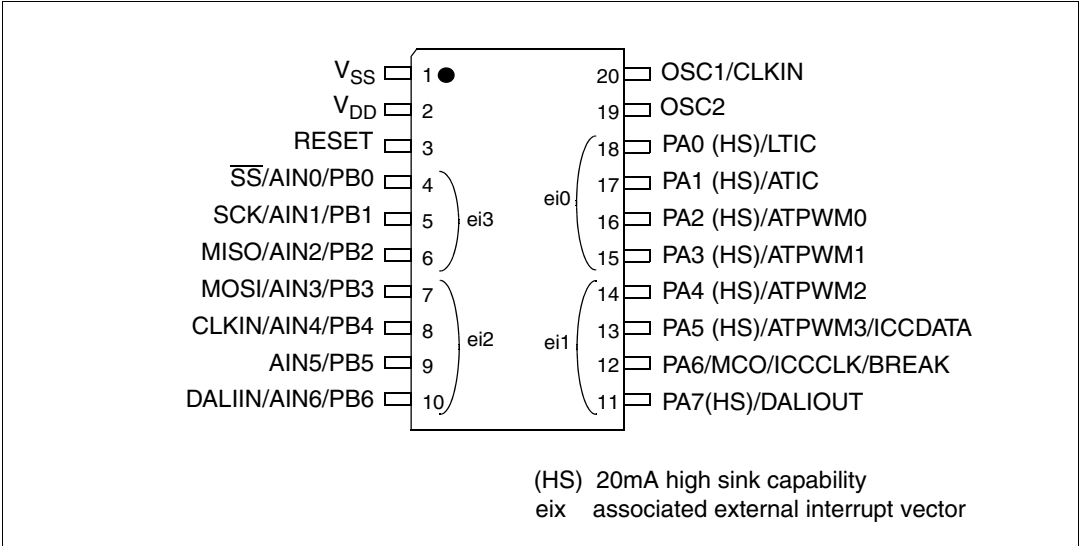 V_SS 1 20 OSC1/CLKIN
V_DD 2 19 OSC2
RESET 3 18 PA0 (HS)/LTIC
S̅S̅/AIN0/PB0 4 17 PA1 (HS)/ATIC
ei3 ei0
SCK/AIN1/PB1 5 16 PA2 (HS)/ATPWM0
MISO/AIN2/PB2 6 15 PA3 (HS)/ATPWM1
MOSI/AIN3/PB3 7 14 PA4 (HS)/ATPWM2
CLKIN/AIN4/PB4 8 13 PA5 (HS)/ATPWM3/ICCDATA
ei2 ei1
AIN5/PB5 9 12 PA6/MCO/ICCCLK/BREAK
DALIIN/AIN6/PB6 10 11 PA7(HS)/DALIOUT
(HS) 20mA high sink capability
eix associated external interrupt vector